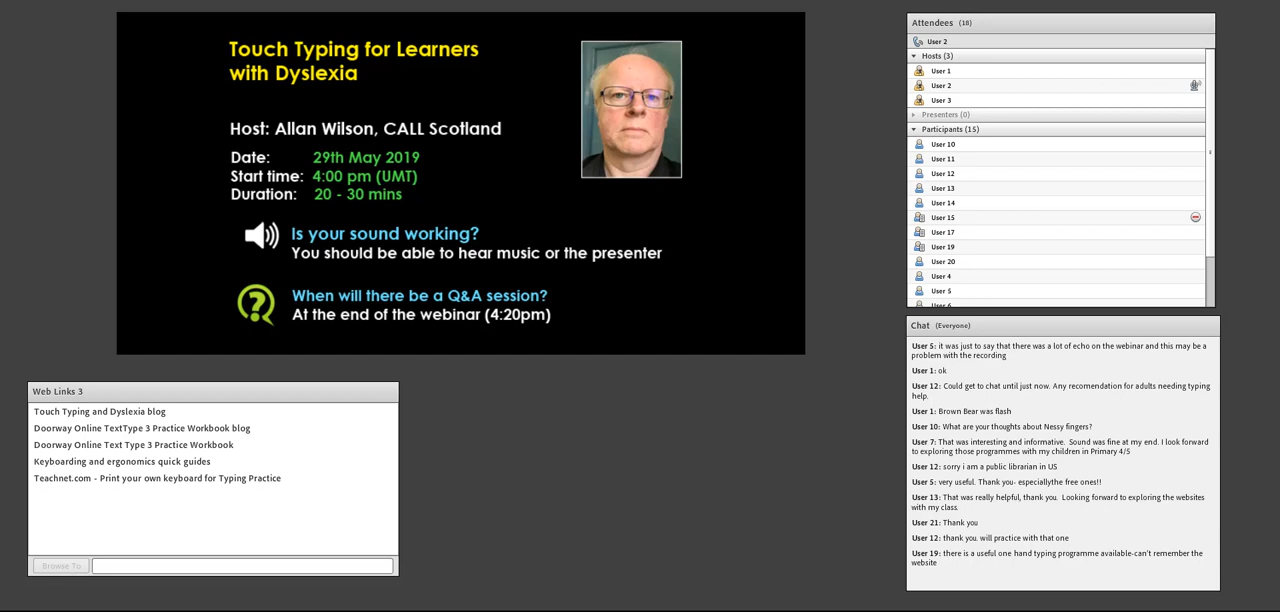 Touch Typing for Learners
with Dyslexia
Host: Allan Wilson, CALL Scotland
Date: 29th May 2019
Start time: 4:00 pm (UMT)
Duration: 20 - 30 mins
Is your sound working?
You should be able to hear music or the presenter
When will there be a Q&A session?
At the end of the webinar (4:20pm)
Web Links 3
Touch Typing and Dyslexia blog
Doorway Online TextType 3 Practice Workbook blog
Doorway Online Text Type 3 Practice Workbook
Keyboarding and ergonomics quick guides
Teachnet.com - Print your own keyboard for Typing Practice
Browse To
Attendees (18)
User 2
Hosts (3)
User 1
User 2
User 3
Presenters (0)
Participants (15)
User 10
User 11
User 12
User 13
User 14
User 15
User 17
User 19
User 20
User 4
User 5
User 6
Chat (Everyone)
User 5: it was just to say that there was a lot of echo on the webinar and this may be a
problem with the recording
User 1: ok
User 12: Could get to chat until just now. Any recomendation for adults needing typing
help.
User 1: Brown Bear was flash
User 10: What are your thoughts about Nessy fingers?
User 7: That was interesting and informative. Sound was fine at my end. I look forward
to exploring those programmes with my children in Primary 4/5
User 12: sorry i am a public librarian in US
User 5: very useful. Thank you- especiallythe free ones!!
User 13: That was really helpful, thank you. Looking forward to exploring the websites
with my class.
User 21: Thank you
User 12: thank you. will practice with that one
User 19: there is a useful one hand typing programme available-can't remember the
website